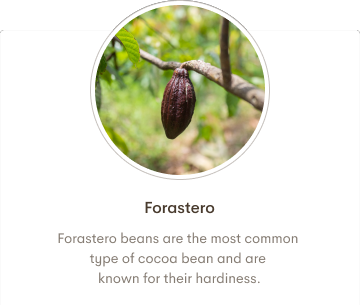 Forastero
Forastero beans are the most common
type of cocoa bean and are
known for their hardiness.